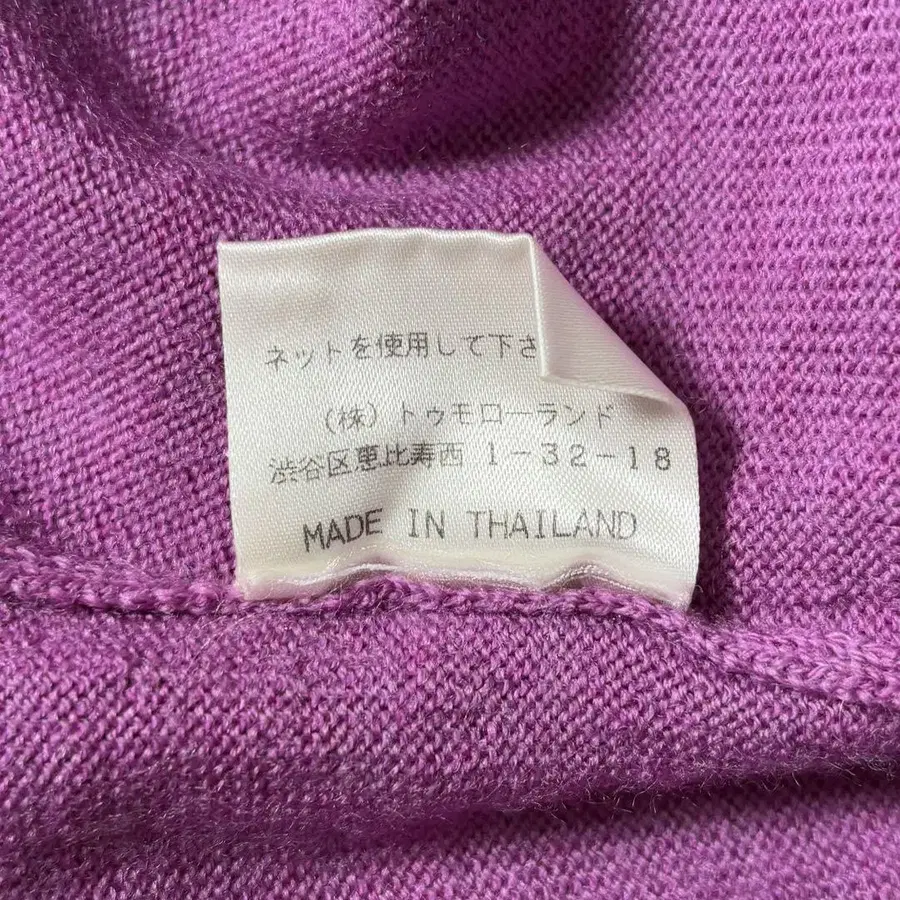 ネットを使用して下さ
(株)トゥモローランド
渋谷区恵比寿西1-32-18
MADE IN THAILAND